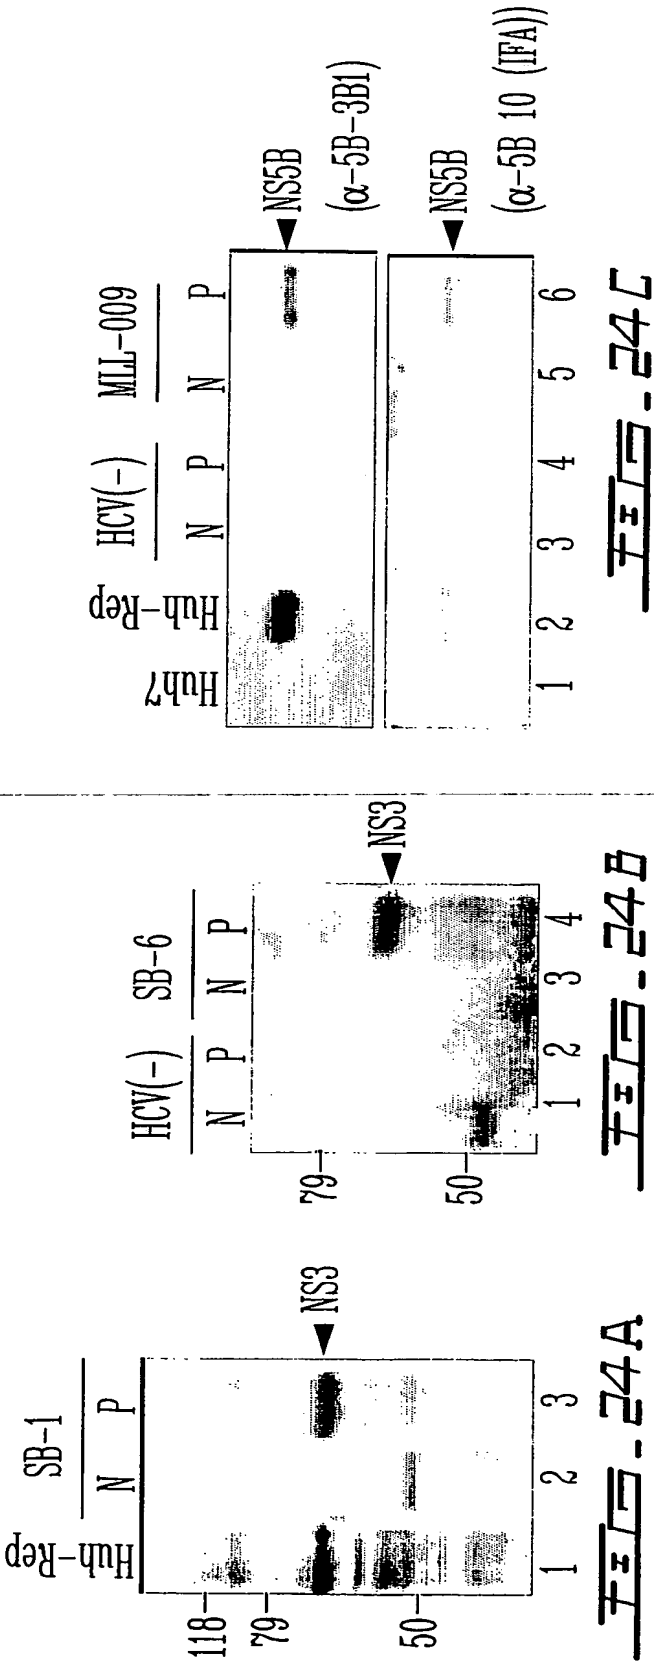 SB-1
Huh-Rep N P
118
79
50
NS3
1 2 3
FIG. 24A
HCV(-) SB-6
N P N P
79
50
NS3
1 2 3 4
FIG. 24B
HCV(-) MLL-009
Huh7 Huh-Rep N P N P
NS5B
(α-5B-3B1)
NS5B
(α-5B 10 (IFA))
1 2 3 4 5 6
FIG. 24C